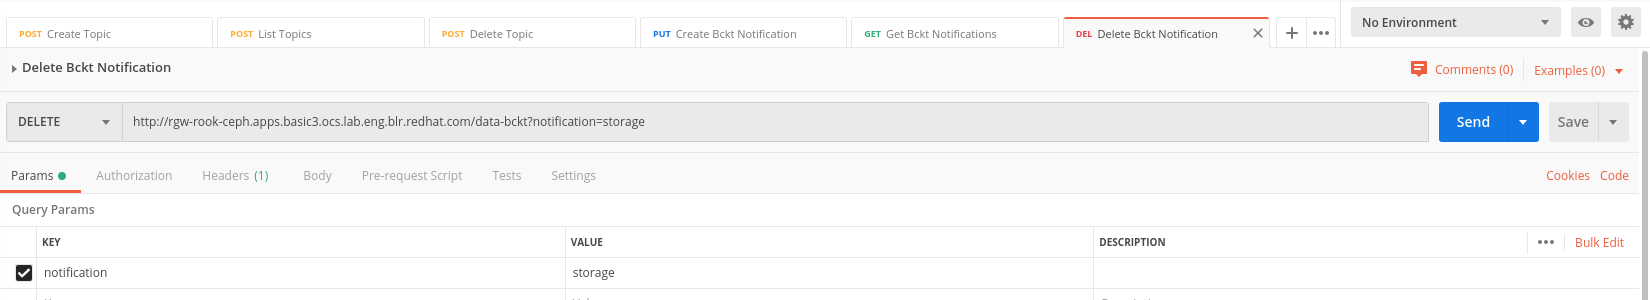 POST Create Topic POST List Topics POST Delete Topic PUT Create Bckt Notification GET Get Bckt Notifications DEL Delete Bckt Notification No Environment
Delete Bckt Notification Comments (0) Examples (0)
DELETE http://rgw-rook-ceph.apps.basic3.ocs.lab.eng.blr.redhat.com/data-bckt?notification=storage Send Save
Params Authorization Headers (1) Body Pre-request Script Tests Settings Cookies Code
Query Params
KEY VALUE DESCRIPTION Bulk Edit
notification storage